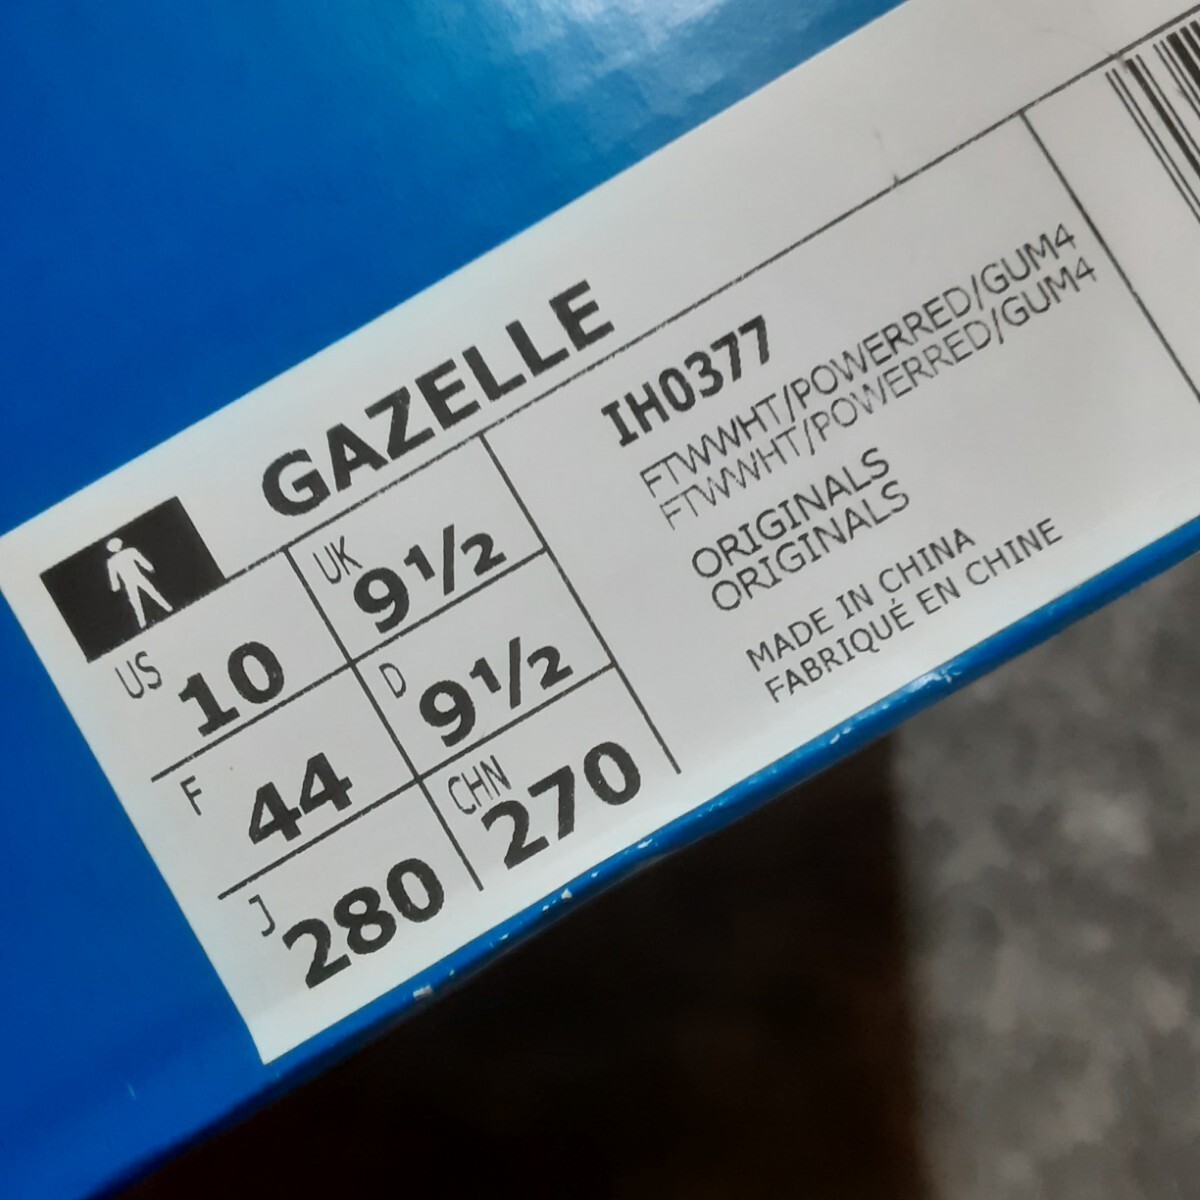 GAZELLE
US 10
UK 9½
F 44
D 9½
J 280
CHN 270
IH0377
FTWWHT/POWERRED/GUM4
FTWWHT/POWERRED/GUM4
ORIGINALS
ORIGINALS
MADE IN CHINA
FABRIQUÉ EN CHINE